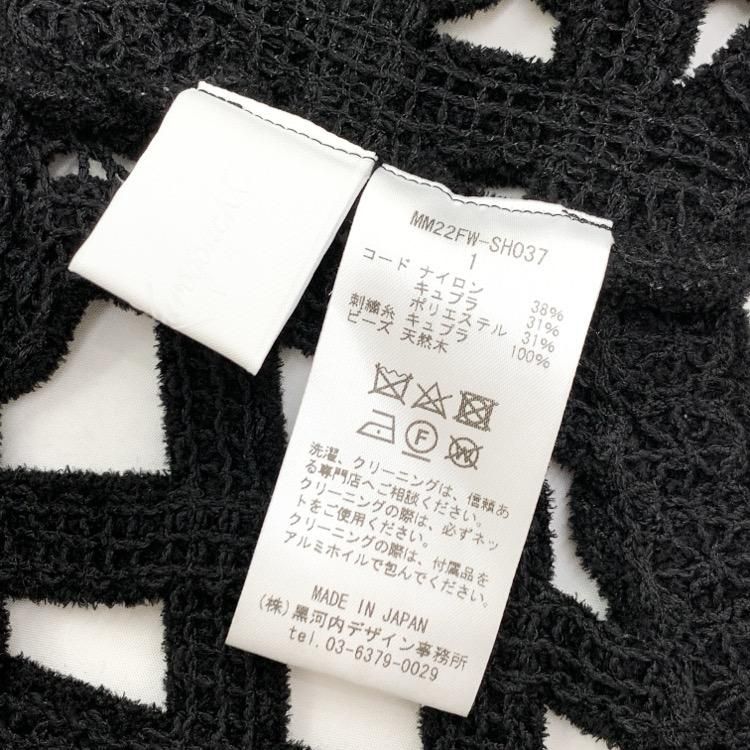 MM22FW-SH037
1
コード ナイロン 38%
キュプラ 31%
ポリエステル 31%
刺繍糸 キュプラ 100%
ビーズ 天然木
F
W
洗濯、クリーニングは、信頼あ
る専門店へご相談ください。
クリーニングの際は、必ずネッ
トをご使用ください。
クリーニングの際は、付属品を
アルミホイルで包んでください。
MADE IN JAPAN
(株)黒河内デザイン事務所
tel.03-6379-0029